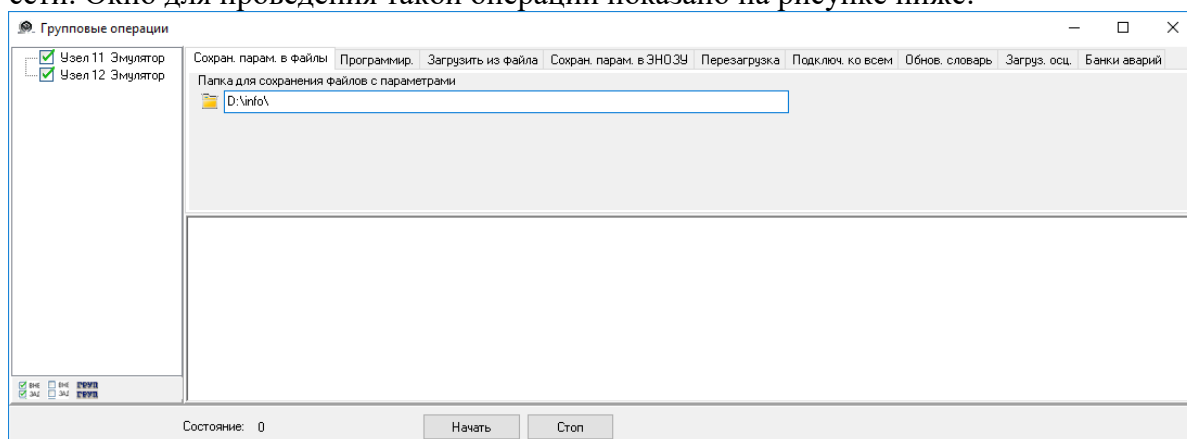 сети. Окно для проведения такой операции показано на рисунке ниже.
Групповые операции
Узел 11 Эмулятор
Узел 12 Эмулятор
Сохран. парам. в файлы Программир. Загрузить из файла Сохран. парам. в ЭНОЗУ Перезагрузка Подключ. ко всем Обнов. словарь Загруз. осц. Банки аварий
Папка для сохранения файлов с параметрами
D:\info\
Состояние: 0 Начать Стоп